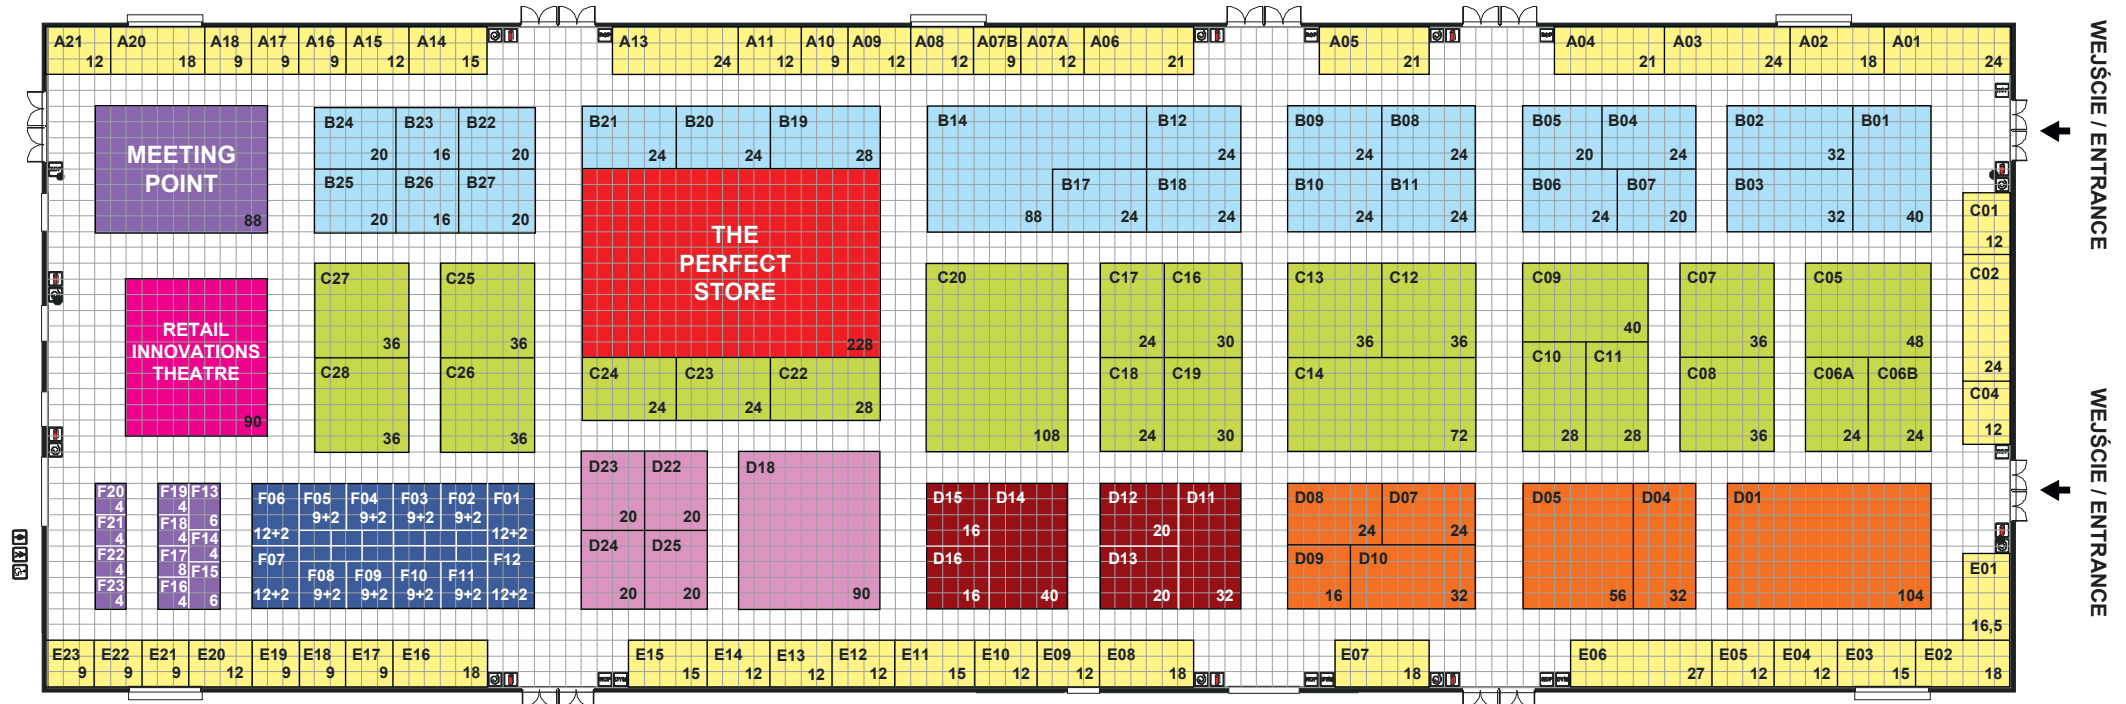 A21 A20 A18 A17 A16 A15 A14 A13 A11 A10 A09 A08 A07B A07A A06 A05 A04 A03 A02 A01
12 18 9 9 9 12 15 24 12 9 12 12 9 12 21 21 21 24 18 24
MEETING
POINT
88
B24 B23 B22 B21 B20 B19 B14 B12 B09 B08 B05 B04 B02 B01
20 16 20 24 24 28 24 24 24 20 24 32
B25 B26 B27 B17 B18 B10 B11 B06 B07 B03
20 16 20 88 24 24 24 24 24 20 32 40
THE
PERFECT
STORE
228
C01
12
C02
24
C04
12
C27 C25 C20 C17 C16 C13 C12 C09 C07 C05
36 36 24 30 36 36 40 36 48
RETAIL
INNOVATIONS
THEATRE
90
C28 C26 C24 C23 C22 C18 C19 C14 C10 C11 C08 C06A C06B
24 24 28
36 36 108 24 30 72 28 28 36 24 24
D23 D22 D18
20 20
D24 D25
20 20 90
D15 D14 D12 D11 D08 D07 D05 D04 D01
16 20 24 24
D16 D13 D09 D10
16 40 20 32 16 32 56 32 104
F20 F19 F13
4 4 6
F21 F18 F14
4 4 4
F22 F17 F15
4 8 6
F23 F16
4 4
F06 F05 F04 F03 F02 F01
9+2 9+2 9+2 9+2
12+2 12+2
F07 F08 F09 F10 F11 F12
12+2 9+2 9+2 9+2 9+2 12+2
E01
16,5
E23 E22 E21 E20 E19 E18 E17 E16 E15 E14 E13 E12 E11 E10 E09 E08 E07 E06 E05 E04 E03 E02
9 9 9 12 9 9 9 18 15 12 12 12 15 12 12 18 18 27 12 12 15 18
WEJŚCIE / ENTRANCE
WEJŚCIE / ENTRANCE